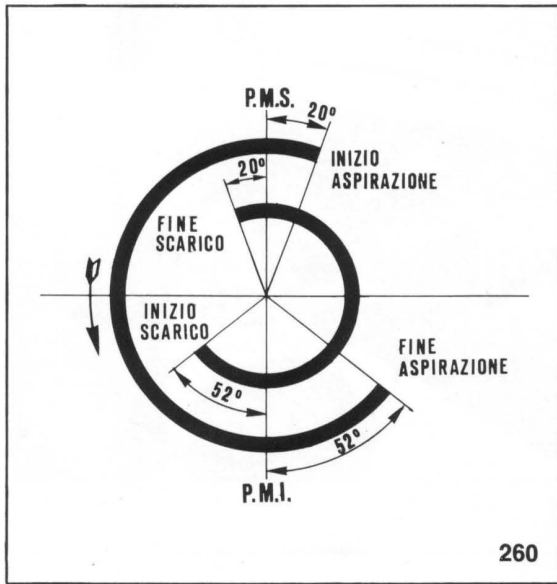 P.M.S.
20°
20°
INIZIO
ASPIRAZIONE
FINE
SCARICO
INIZIO
SCARICO
FINE
ASPIRAZIONE
52°
52°
P.M.I.
260